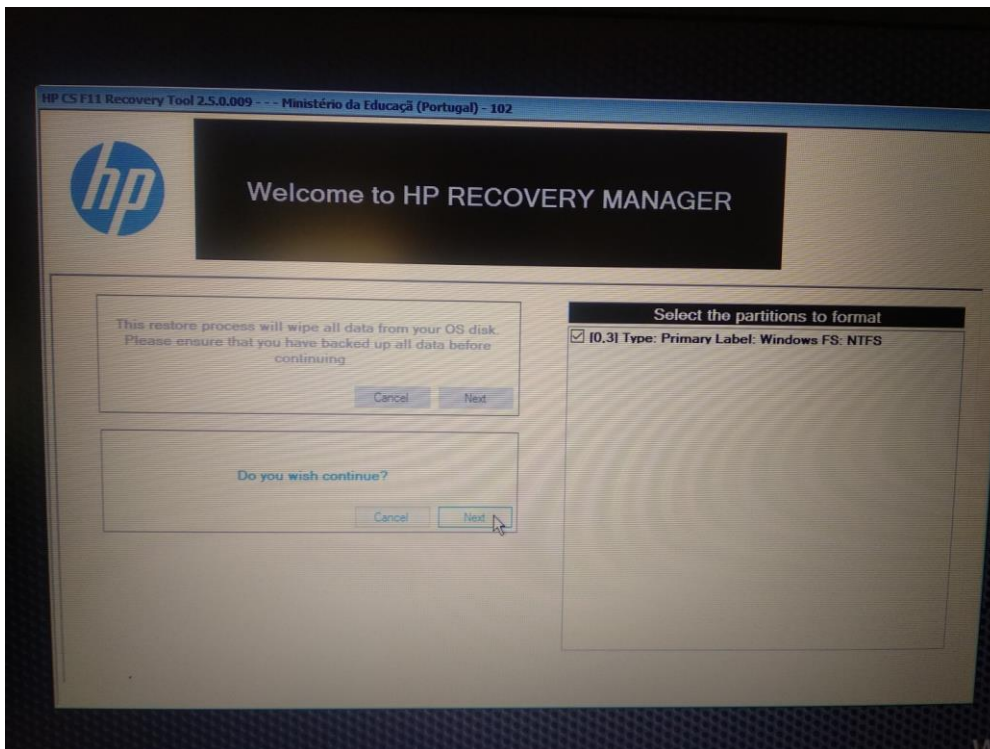 HP CS F11 Recovery Tool 2.5.0.009 - - - Ministério da Educaçã (Portugal) - 102
hp
Welcome to HP RECOVERY MANAGER
This restore process will wipe all data from your OS disk.
Please ensure that you have backed up all data before
continuing
Cancel Next
Do you wish continue?
Cancel Next
Select the partitions to format
[0,3] Type: Primary Label: Windows FS: NTFS